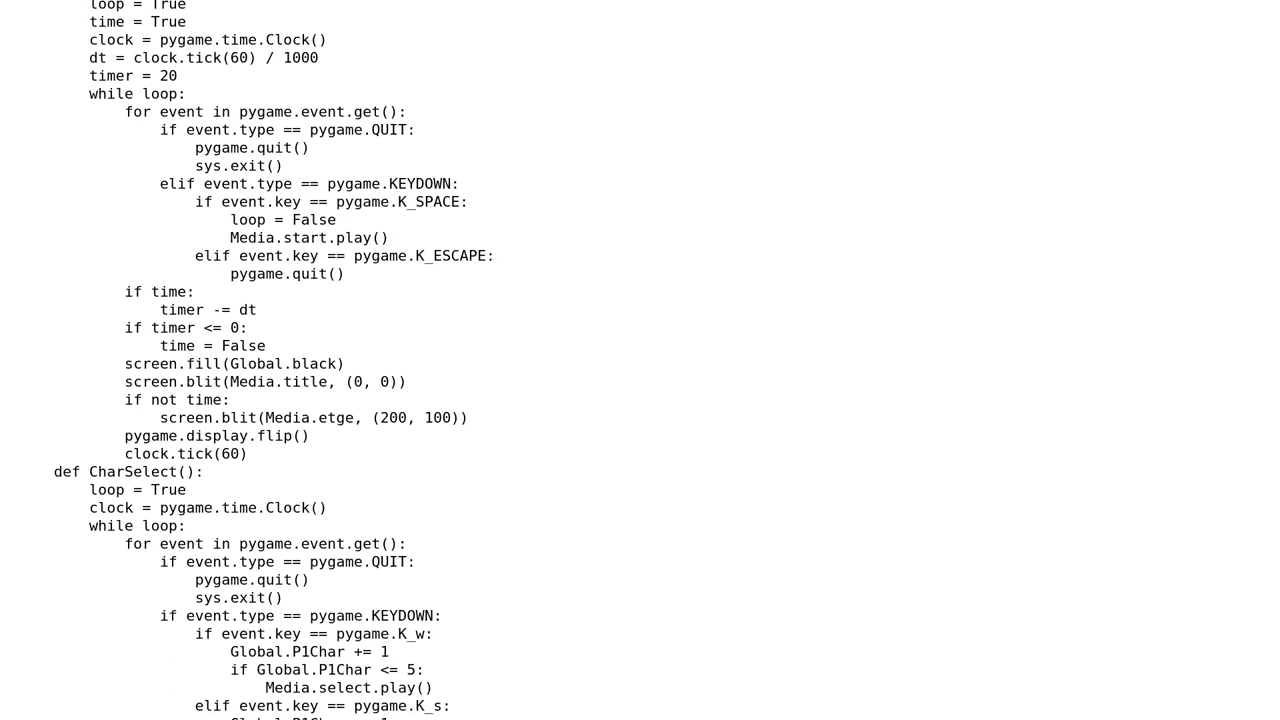 loop = True
time = True
clock = pygame.time.Clock()
dt = clock.tick(60) / 1000
timer = 20
while loop:
for event in pygame.event.get():
if event.type == pygame.QUIT:
pygame.quit()
sys.exit()
elif event.type == pygame.KEYDOWN:
if event.key == pygame.K_SPACE:
loop = False
Media.start.play()
elif event.key == pygame.K_ESCAPE:
pygame.quit()
if time:
timer -= dt
if timer <= 0:
time = False
screen.fill(Global.black)
screen.blit(Media.title, (0, 0))
if not time:
screen.blit(Media.etge, (200, 100))
pygame.display.flip()
clock.tick(60)
def CharSelect():
loop = True
clock = pygame.time.Clock()
while loop:
for event in pygame.event.get():
if event.type == pygame.QUIT:
pygame.quit()
sys.exit()
if event.type == pygame.KEYDOWN:
if event.key == pygame.K_w:
Global.P1Char += 1
if Global.P1Char <= 5:
Media.select.play()
elif event.key == pygame.K_s: